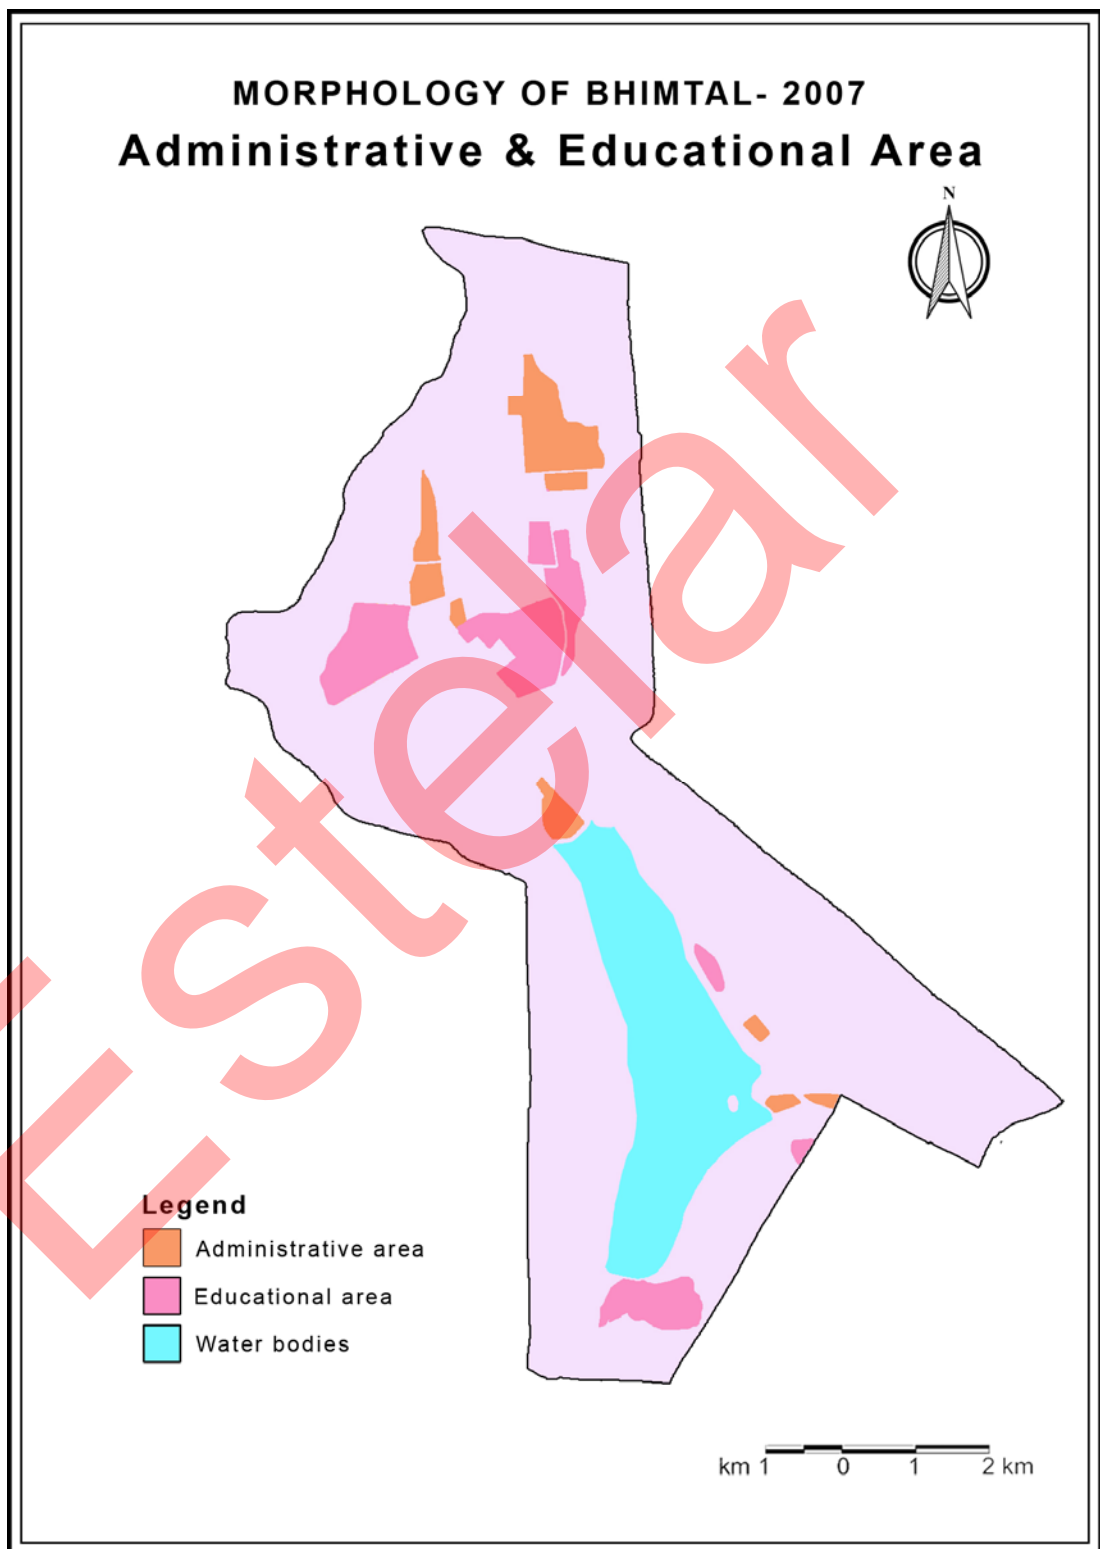 MORPHOLOGY OF BHIMTAL- 2007
Administrative & Educational Area
N
Estelar
Legend
Administrative area
Educational area
Water bodies
km 1 0 1 2 km